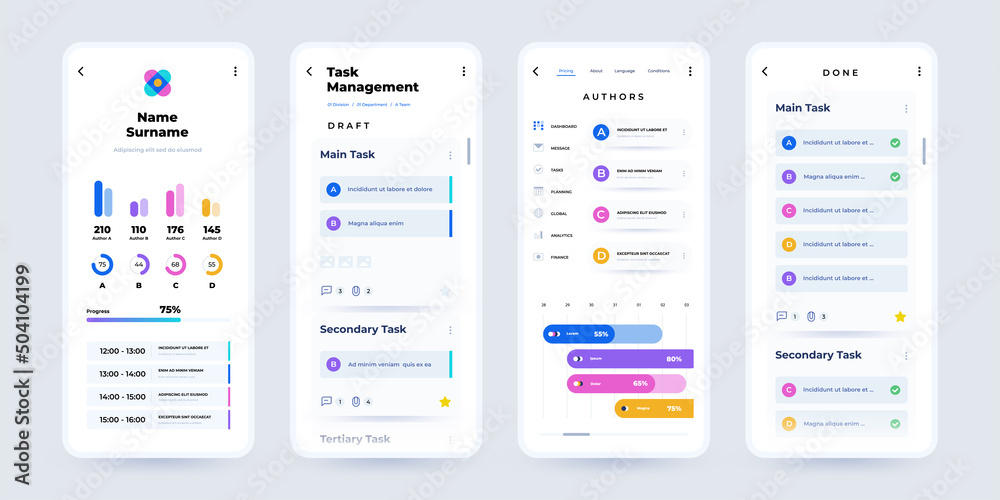 Name
Surname
Adipiscing elit sed do eiusmod
210
Author A
110
Author B
176
Author C
145
Author D
75
44
68
55
A
B
C
D
Progress
75%
12:00 - 13:00
INCIDIDUNT UT LABORE ET
13:00 - 14:00
ENIM AD MINIM VENIAM
14:00 - 15:00
ADIPISCING ELIT EIUSMOD
15:00 - 16:00
EXCEPTEUR SINT OCCAECAT
Task
Management
01 Division / 01 Department / A Team
DRAFT
Main Task
A Incididunt ut labore et dolore
B Magna aliqua enim
3 2
Secondary Task
B Ad minim veniam quis ex ea
1 4
Tertiary Task
Pricing About Language Conditions
AUTHORS
DASHBOARD
MESSAGE
TASKS
PLANNING
GLOBAL
ANALYTICS
FINANCE
A INCIDIDUNT UT LABORE ET
B ENIM AD MINIM VENIAM
C ADIPISCING ELIT EIUSMOD
D EXCEPTEUR SINT OCCAECAT
28 29 30 31 01 02 03
Lorem 55%
Ipsum 80%
Dolor 65%
Magna 75%
DONE
Main Task
A Incididunt ut labore et ...
B Magna aliqua enim ...
C Incididunt ut labore et ...
D Incididunt ut labore et ...
B Incididunt ut labore et ...
1 3
Secondary Task
C Incididunt ut labore et ...
D Magna aliqua enim ...
Adobe Stock | #504104199